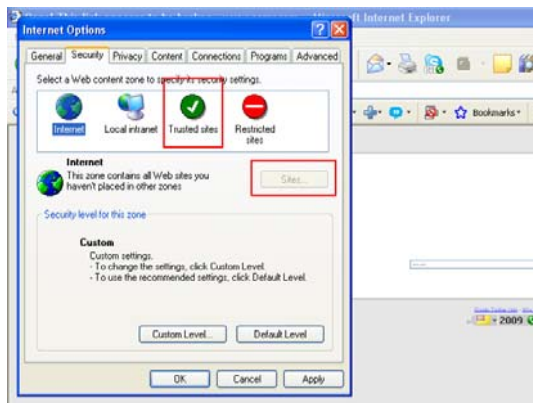 Internet Options
ft Internet Explorer
General Security Privacy Content Connections Programs Advanced
Select a Web content zone to specify its security settings.
Internet Local intranet Trusted sites Restricted
sites
Internet
This zone contains all Web sites you
haven't placed in other zones
Sites...
Security level for this zone
Custom
Custom settings.
- To change the settings, click Custom Level.
- To use the recommended settings, click Default Level.
Custom Level... Default Level
OK Cancel Apply
Bookmarks
2009